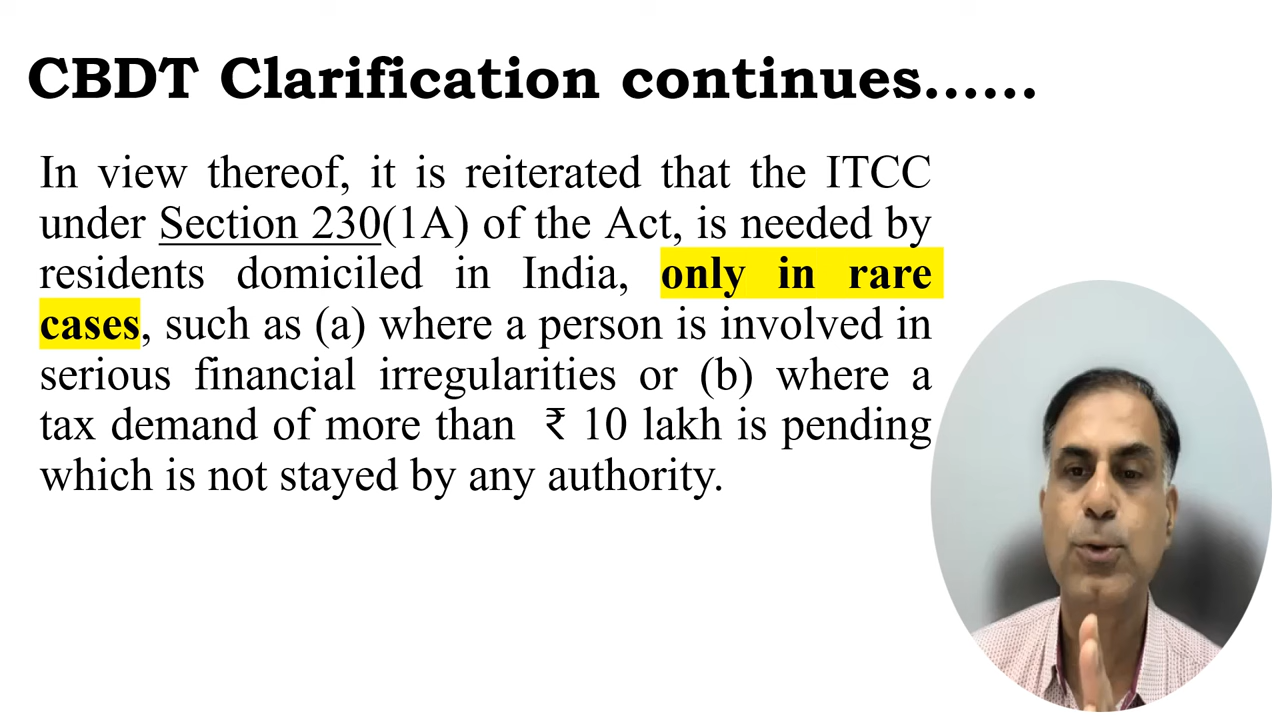 CBDT Clarification continues......
In view thereof, it is reiterated that the ITCC
under Section 230(1A) of the Act, is needed by
residents domiciled in India, only in rare
cases, such as (a) where a person is involved in
serious financial irregularities or (b) where a
tax demand of more than ₹ 10 lakh is pending
which is not stayed by any authority.